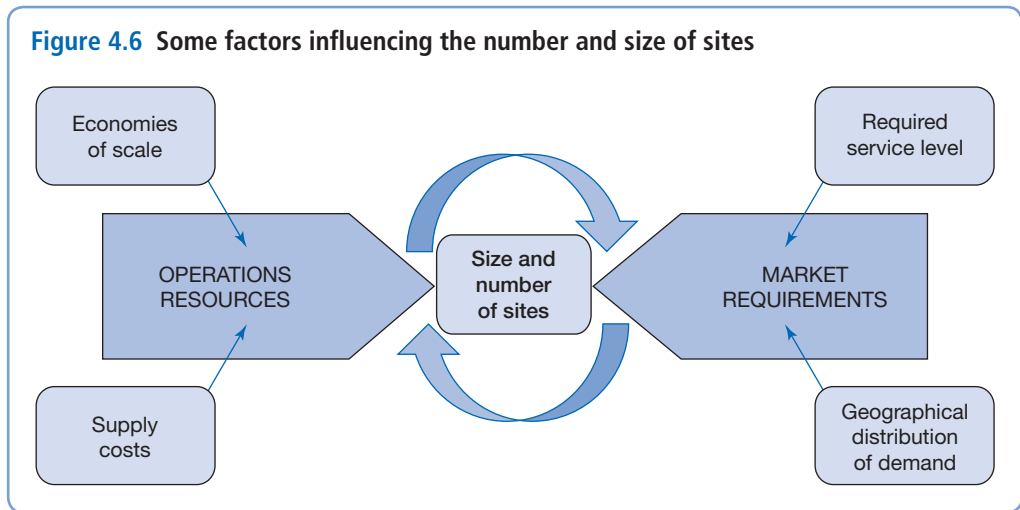 Figure 4.6 Some factors influencing the number and size of sites
Economies
of scale
Required
service level
OPERATIONS
RESOURCES
Size and
number
of sites
MARKET
REQUIREMENTS
Supply
costs
Geographical
distribution
of demand